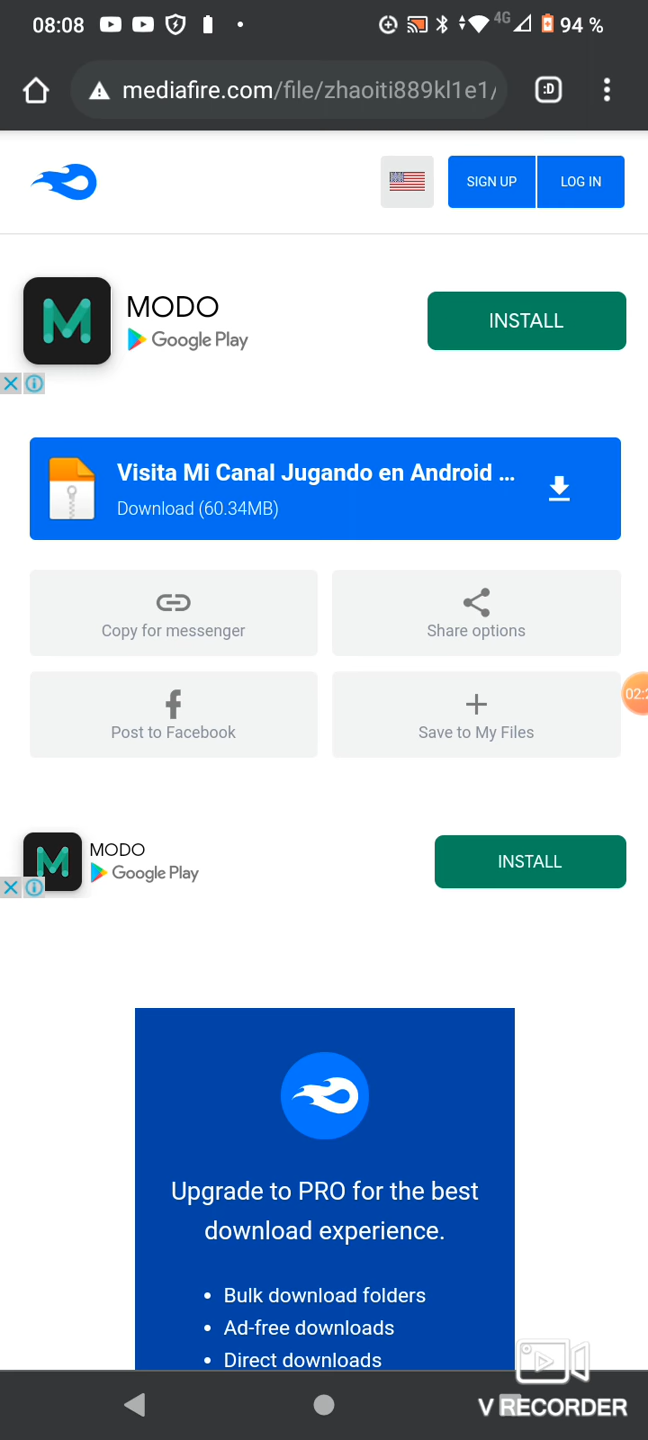 08:08 4G 94 %
mediafire.com/file/zhaoiti889kl1e1/
:D
SIGN UP LOG IN
MODO
Google Play
INSTALL
Visita Mi Canal Jugando en Android ...
Download (60.34MB)
Copy for messenger
Share options
02:2
Post to Facebook
Save to My Files
MODO
Google Play
INSTALL
Upgrade to PRO for the best
download experience.
• Bulk download folders
• Ad-free downloads
• Direct downloads
V RECORDER